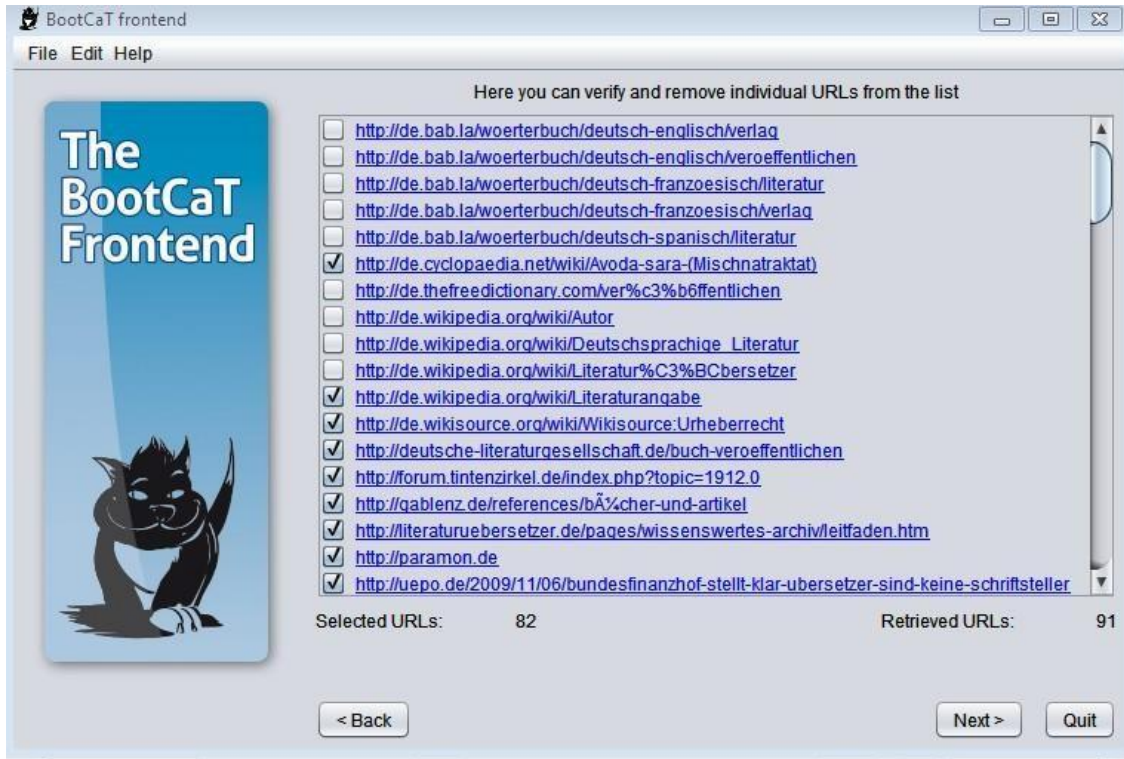 BootCaT frontend
File Edit Help
The
BootCaT
Frontend
Here you can verify and remove individual URLs from the list
http://de.bab.la/woerterbuch/deutsch-englisch/verlag
http://de.bab.la/woerterbuch/deutsch-englisch/veroeffentlichen
http://de.bab.la/woerterbuch/deutsch-franzoesisch/literatur
http://de.bab.la/woerterbuch/deutsch-franzoesisch/verlag
http://de.bab.la/woerterbuch/deutsch-spanisch/literatur
http://de.cyclopaedia.net/wiki/Avoda-sara-(Mischnatraktat)
http://de.thefreedictionary.com/ver%c3%b6ffentlichen
http://de.wikipedia.org/wiki/Autor
http://de.wikipedia.org/wiki/Deutschsprachige_Literatur
http://de.wikipedia.org/wiki/Literatur%C3%BCbersetzer
http://de.wikipedia.org/wiki/Literaturangabe
http://de.wikisource.org/wiki/Wikisource:Urheberrecht
http://deutsche-literaturgesellschaft.de/buch-veroeffentlichen
http://forum.tintenzirkel.de/index.php?topic=1912.0
http://gablenz.de/references/bÃ¼cher-und-artikel
http://literaturuebersetzer.de/pages/wissenswertes-archiv/leitfaden.htm
http://paramon.de
http://uepo.de/2009/11/06/bundesfinanzhof-stellt-klar-ubersetzer-sind-keine-schriftsteller
Selected URLs: 82 Retrieved URLs: 91
< Back Next > Quit